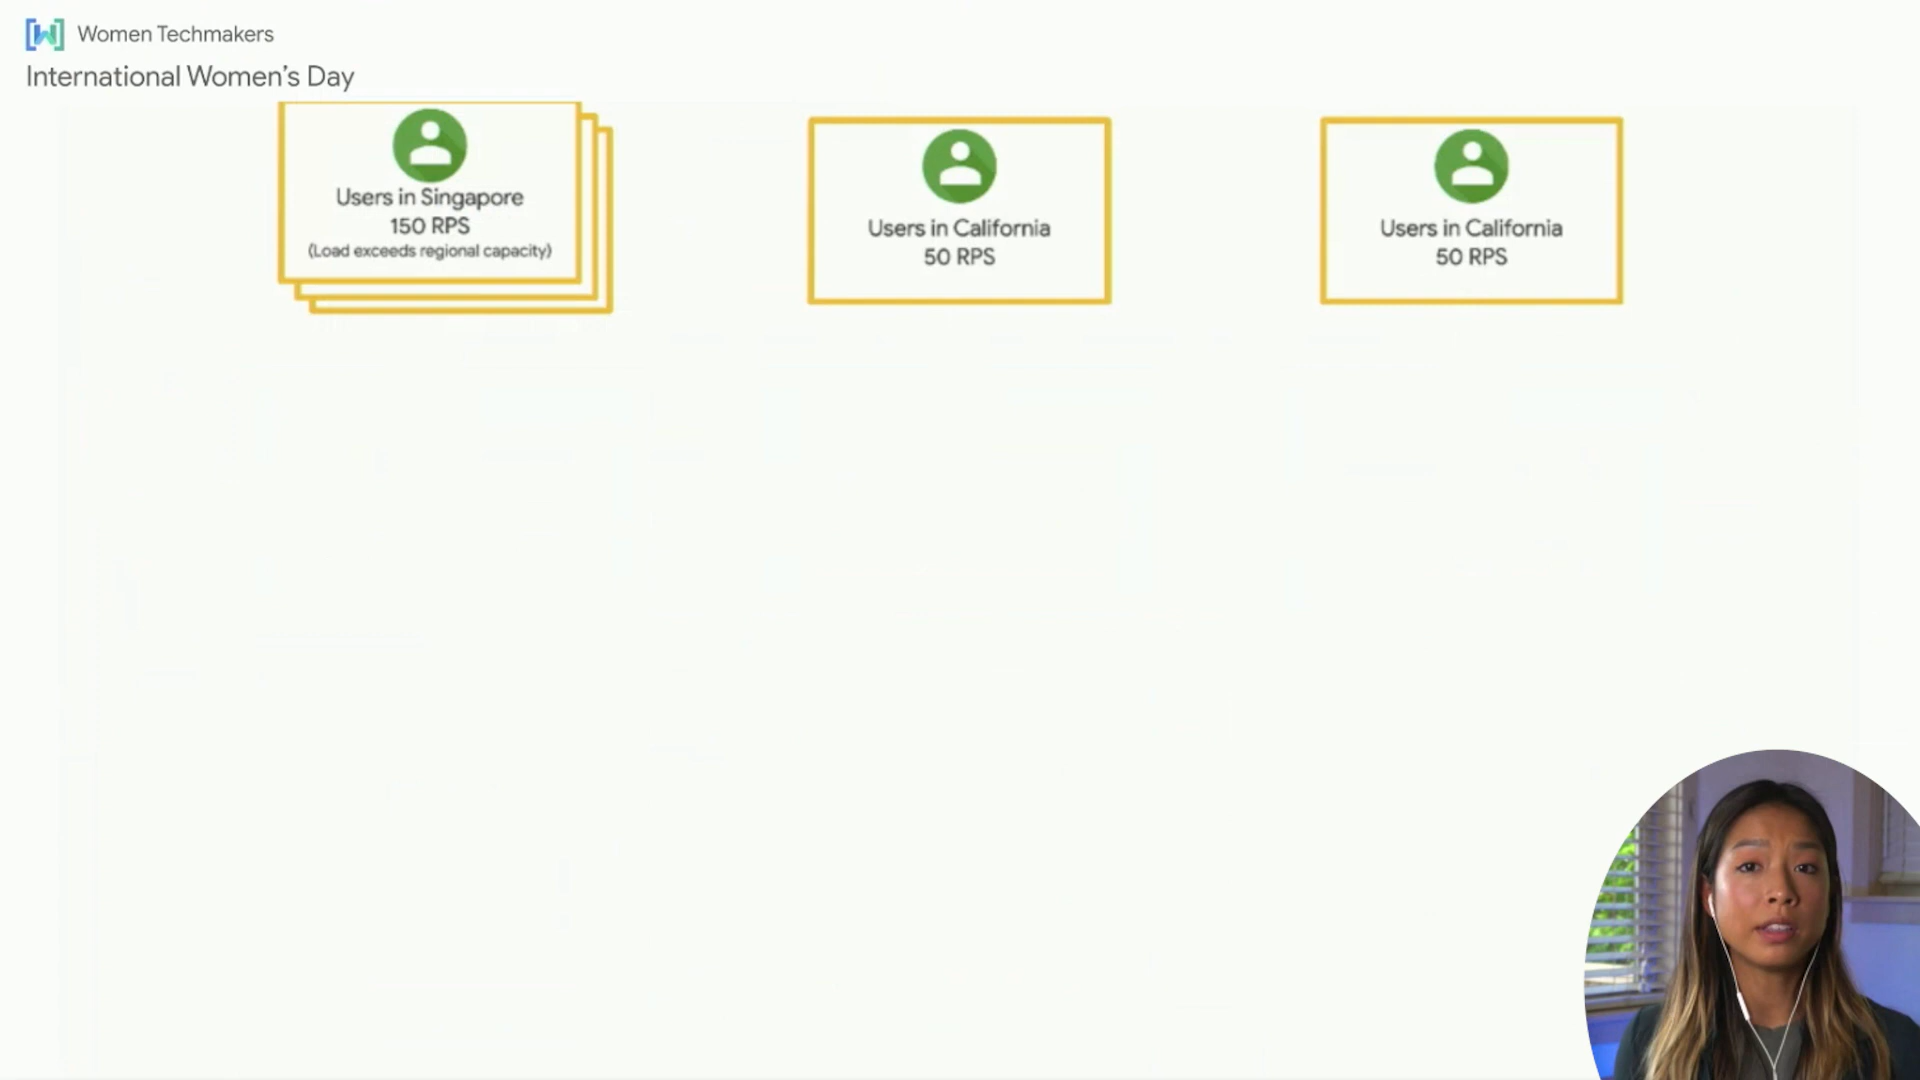 Women Techmakers
International Women's Day
Users in Singapore
150 RPS
(Load exceeds regional capacity)
Users in California
50 RPS
Users in California
50 RPS